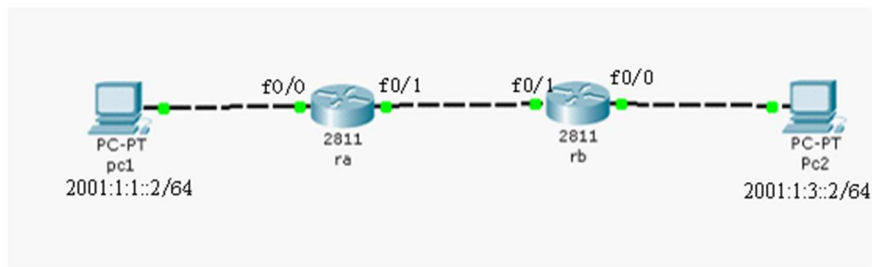 f0/0
f0/1
f0/1
f0/0
PC-PT
pc1
2001:1:1::2/64
2811
ra
2811
rb
PC-PT
Pc2
2001:1:3::2/64